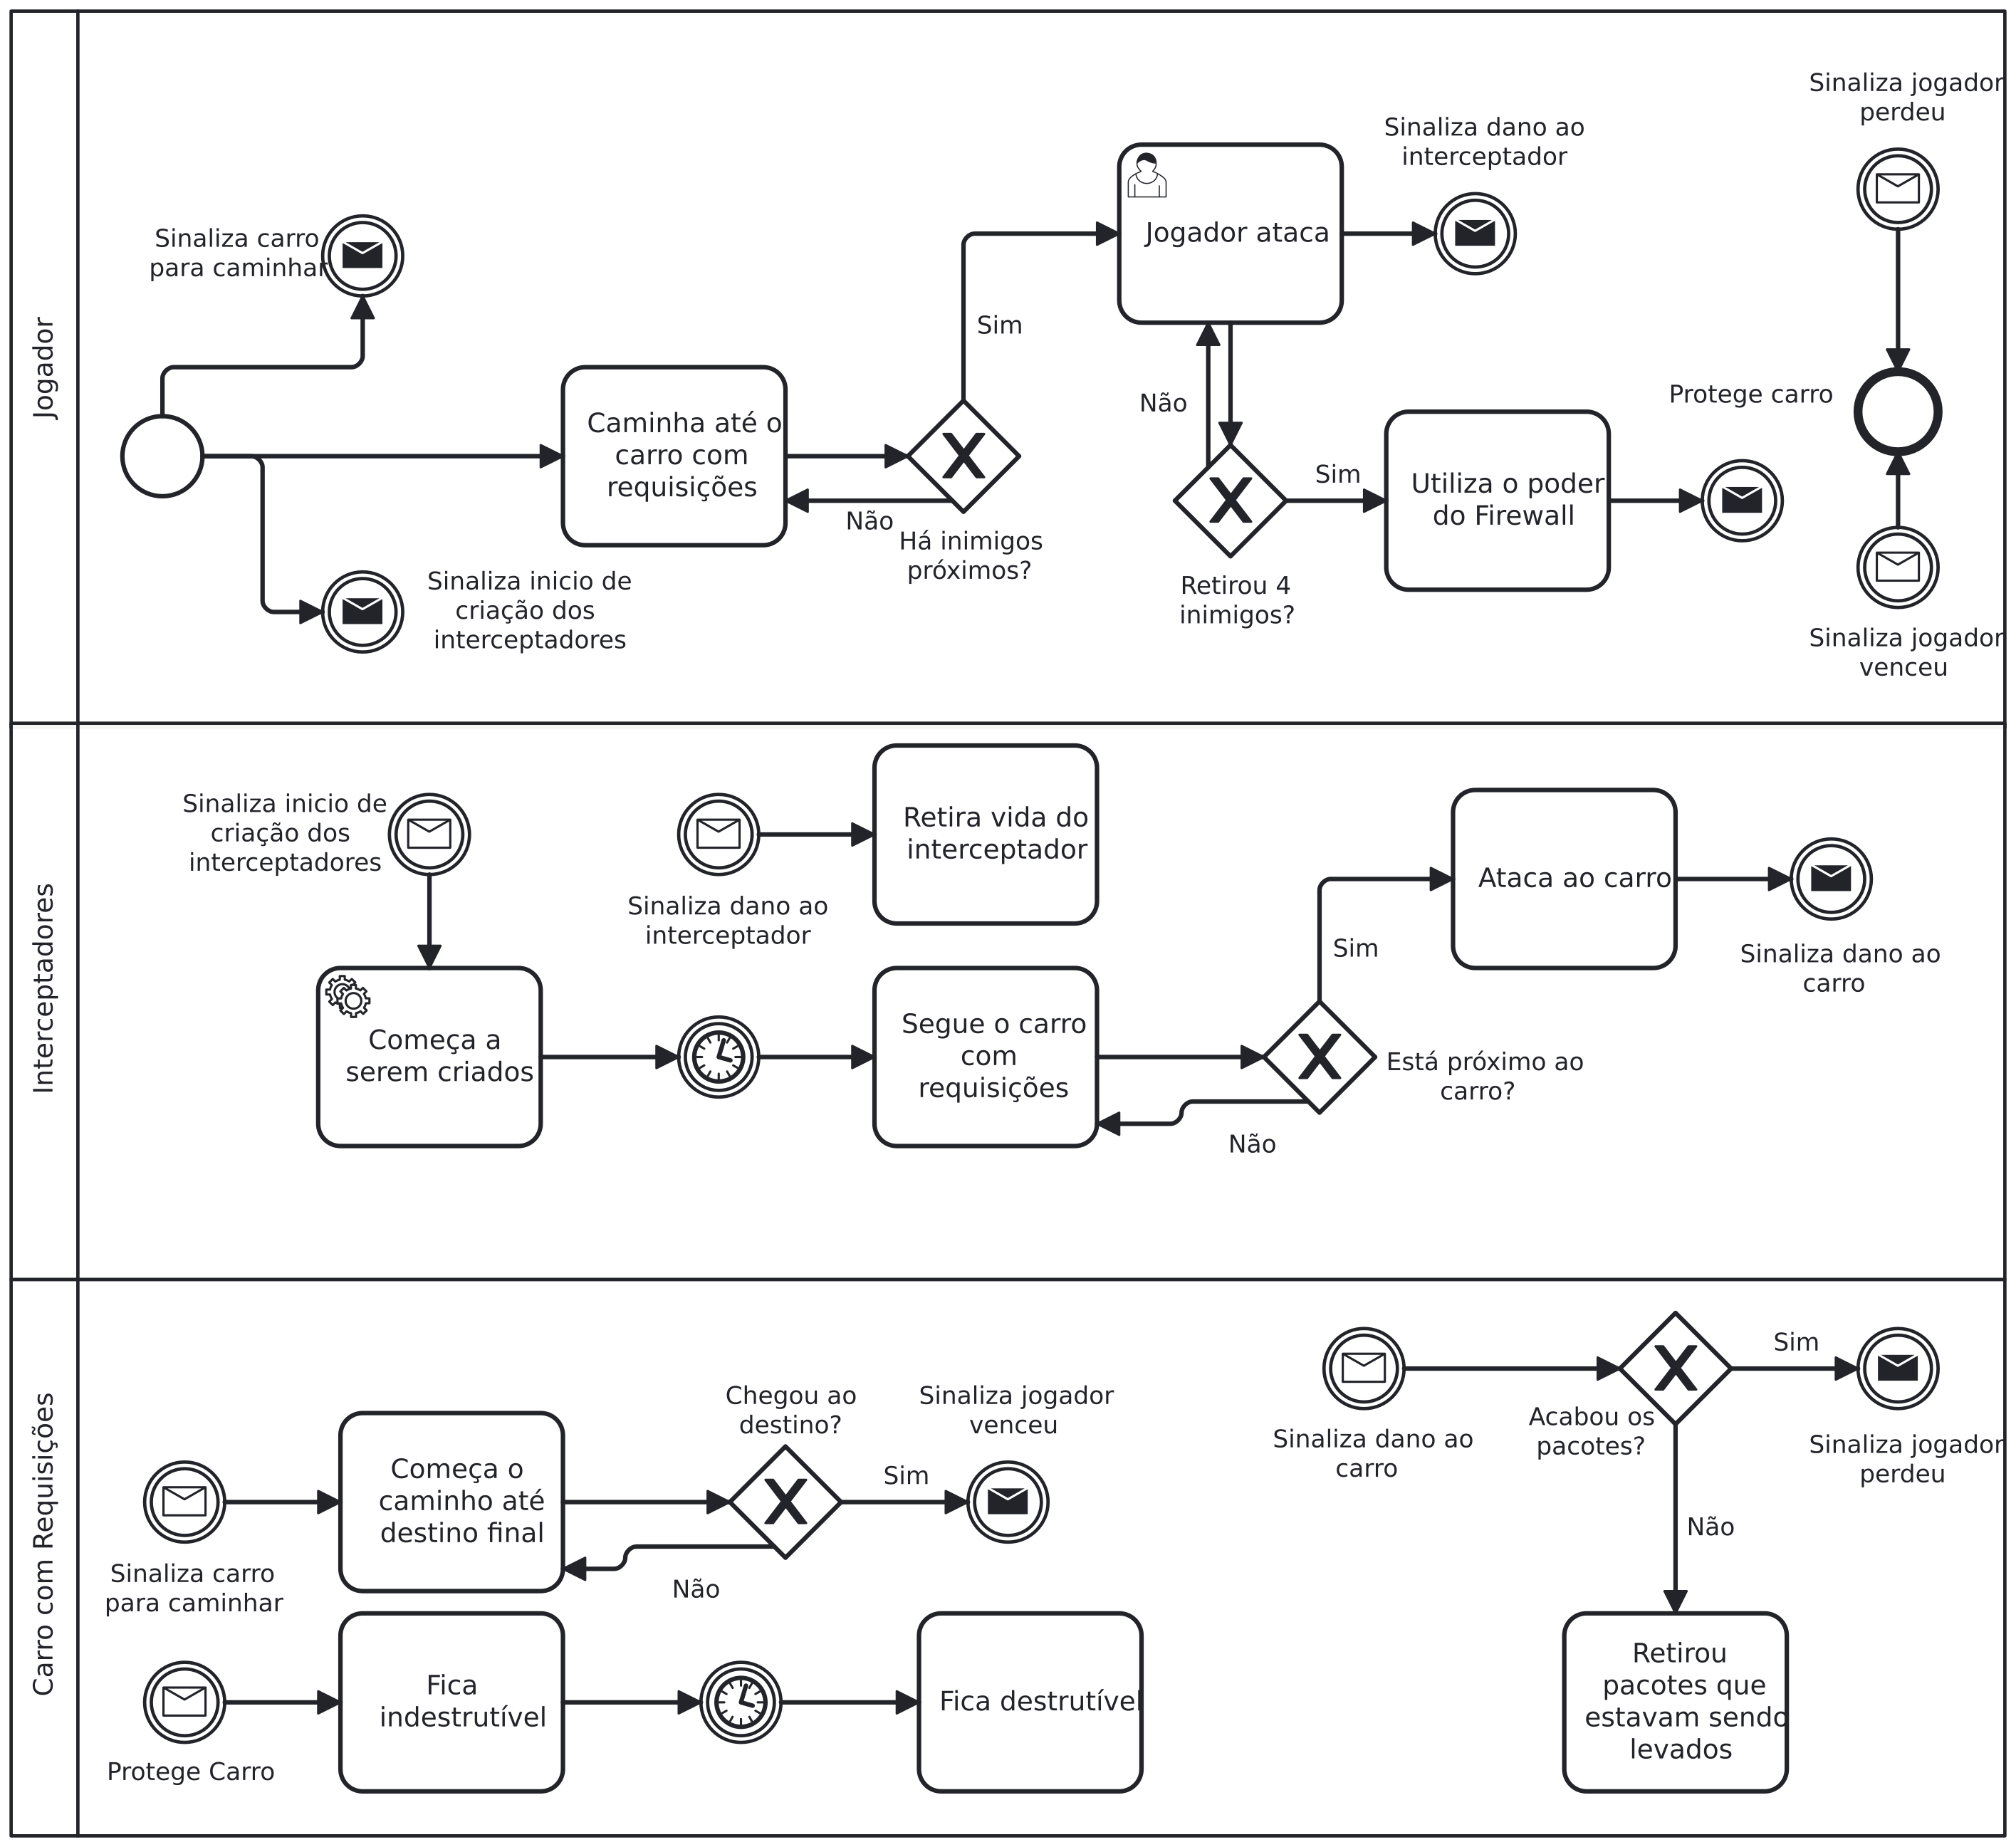 Jogador
Sinaliza jogador
perdeu
Sinaliza dano ao
interceptador
Jogador ataca
Sinaliza carro
para caminhar
Sim
Caminha até o
carro com
requisições
Não
Há inimigos
próximos?
Não
Protege carro
Sim
Utiliza o poder
do Firewall
Retirou 4
inimigos?
Sinaliza inicio de
criação dos
interceptadores
Sinaliza jogador
venceu
Interceptadores
Sinaliza inicio de
criação dos
interceptadores
Retira vida do
interceptador
Sinaliza dano ao
interceptador
Ataca ao carro
Sim
Sinaliza dano ao
carro
Começa a
serem criados
Segue o carro
com
requisições
Está próximo ao
carro?
Não
Carro com Requisições
Sim
Chegou ao
destino?
Sinaliza jogador
venceu
Sinaliza dano ao
carro
Acabou os
pacotes?
Sinaliza jogador
perdeu
Começa o
caminho até
destino final
Sim
Não
Sinaliza carro
para caminhar
Não
Fica
indestrutível
Fica destrutível
Retirou
pacotes que
estavam sendo
levados
Protege Carro